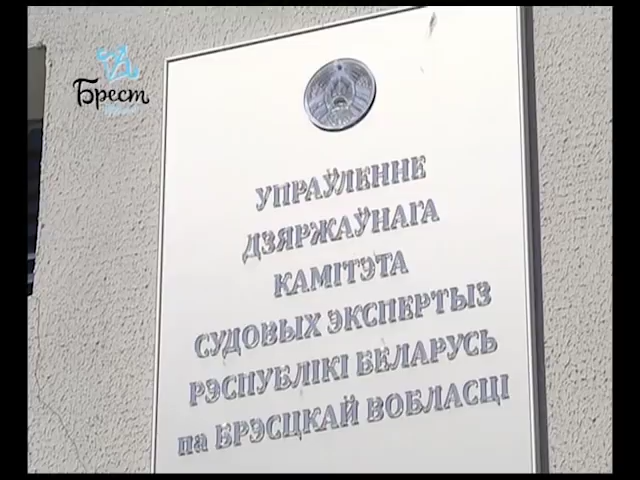 Брест
УПРАЎЛЕННЕ
ДЗЯРЖАЎНАГА
КАМІТЭТА
СУДОВЫХ ЭКСПЕРТЫЗ
РЭСПУБЛІКІ БЕЛАРУСЬ
па БРЭСЦКАЙ ВОБЛАСЦІ